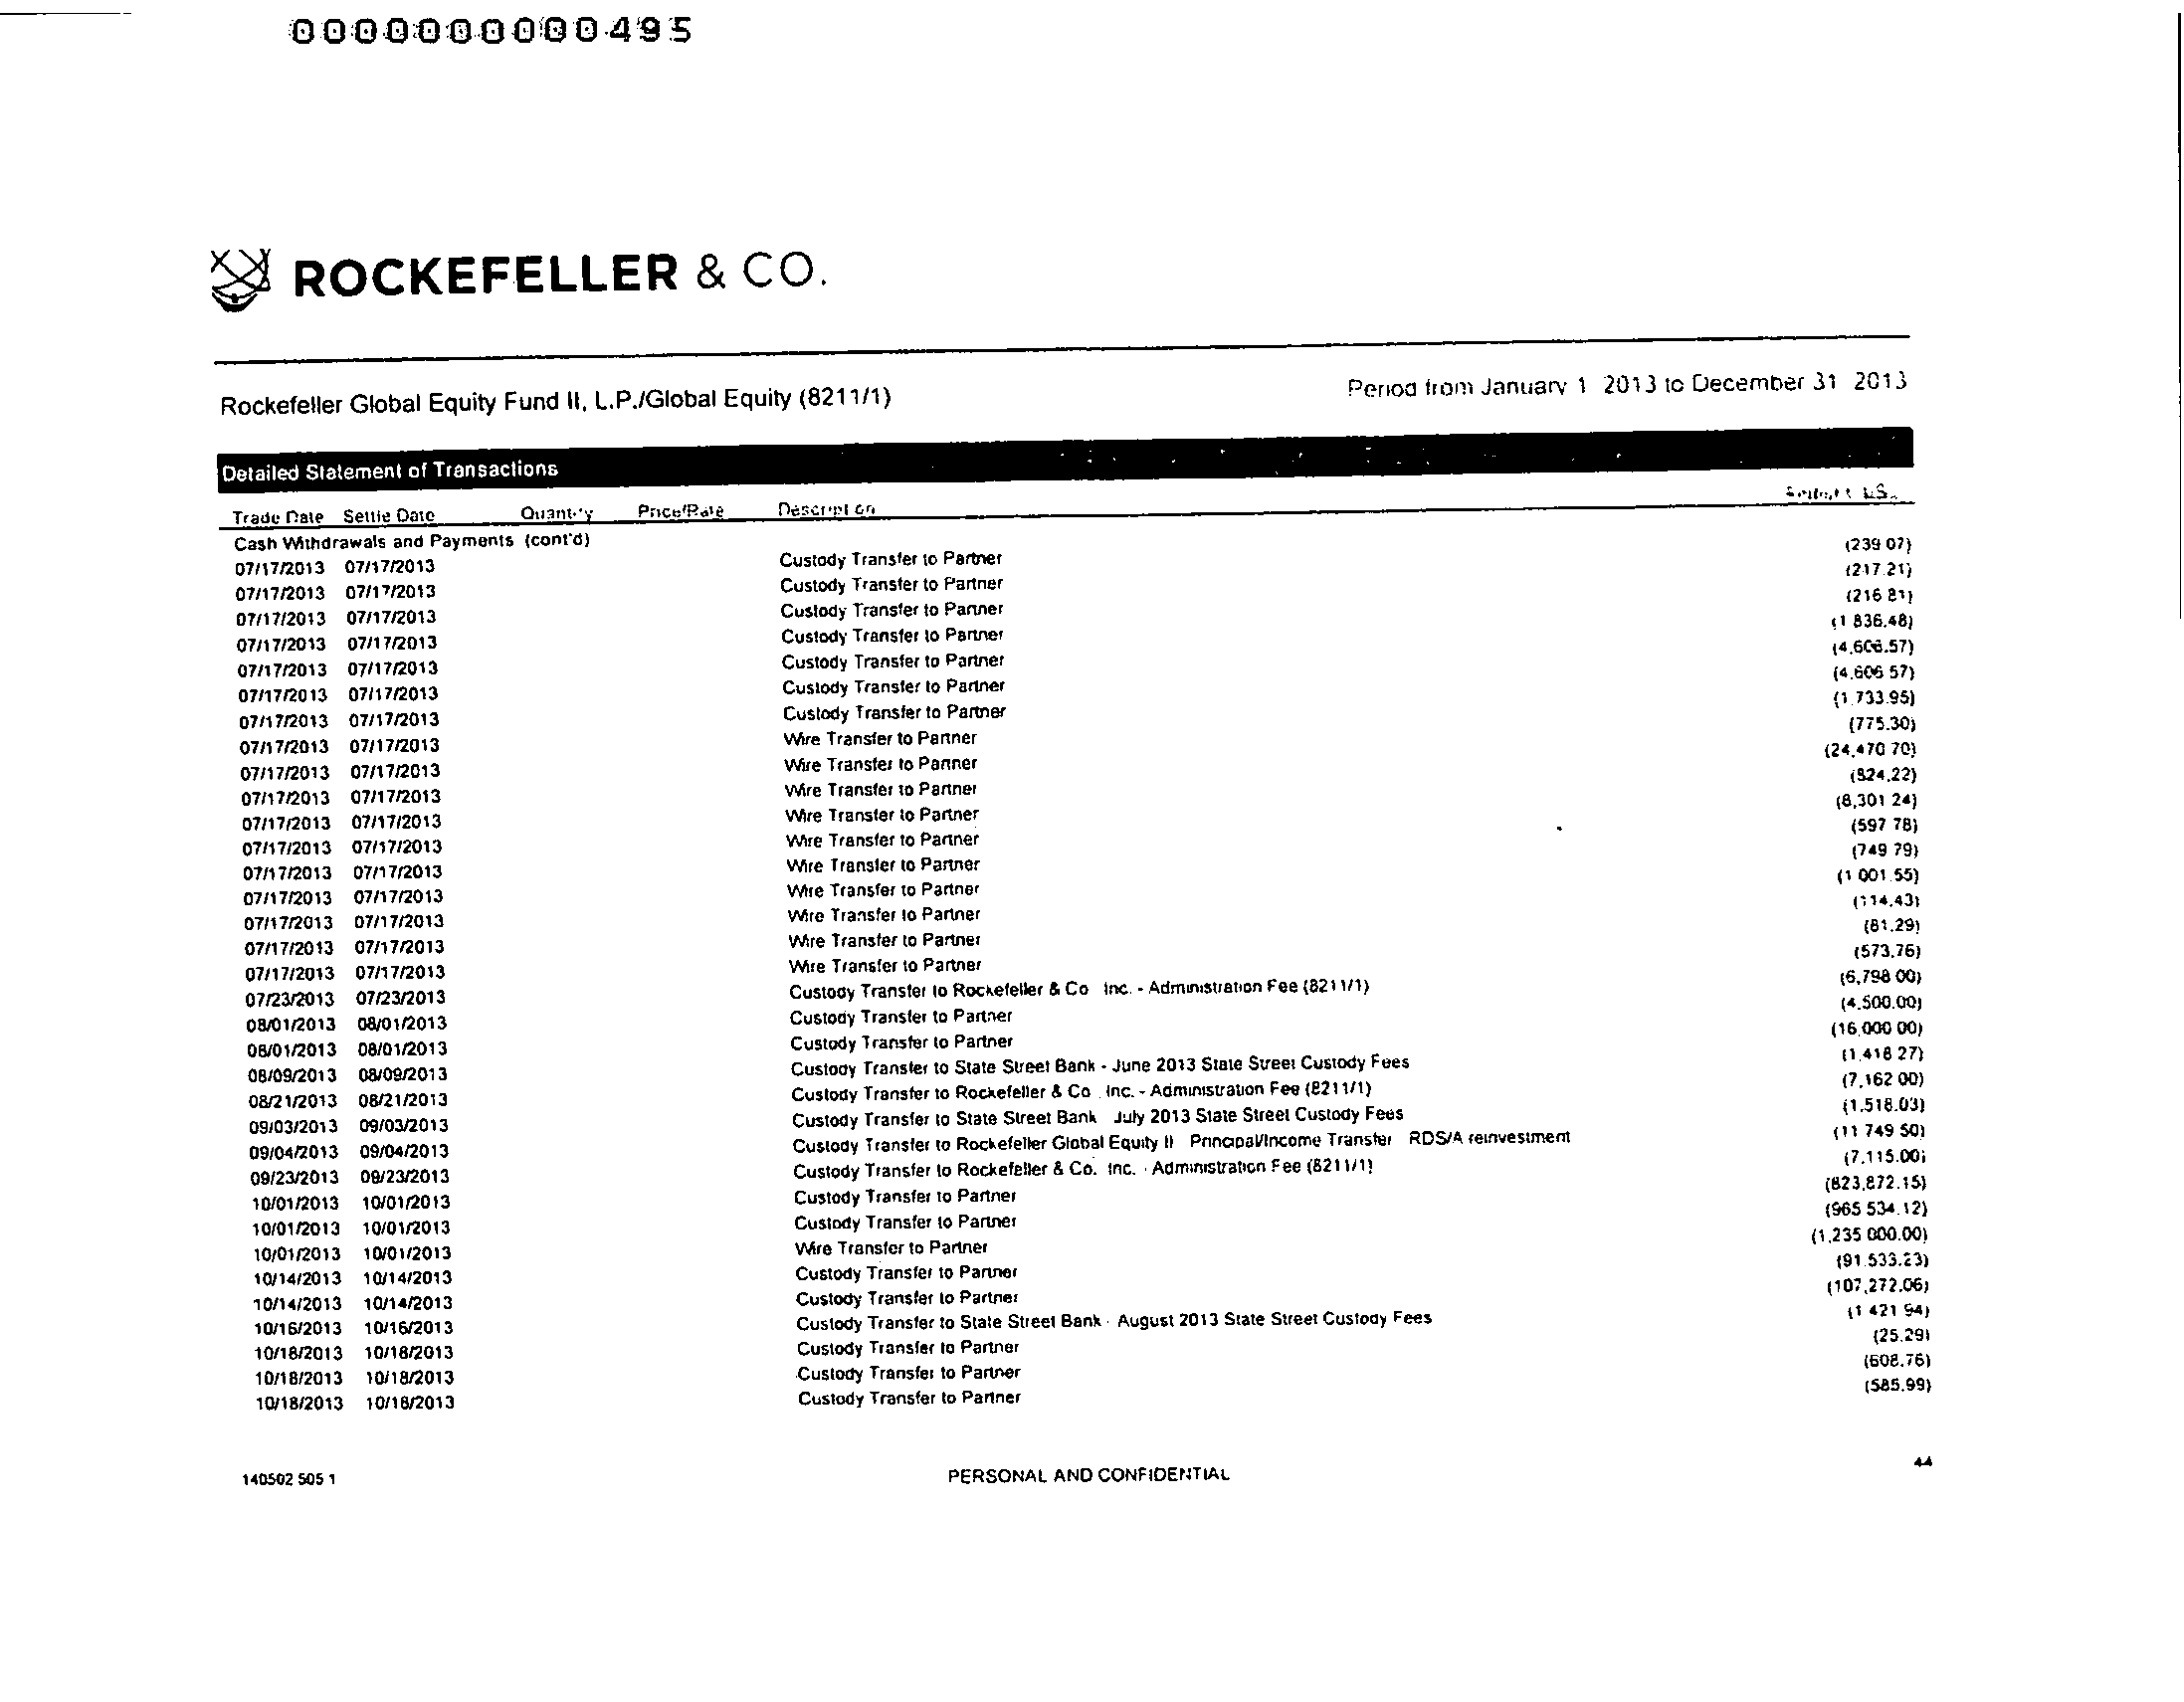 0000000000495
ROCKEFELLER & CO.
Rockefeller Global Equity Fund II, L.P./Global Equity (8211/1) Period from January 1 2013 to December 31 2013
Detailed Statement of Transactions
Trade Date Settle Date Quantity Price/Rate Description
Cash Withdrawals and Payments (cont'd)
07/17/2013 07/17/2013 Custody Transfer to Partner (239 07)
07/17/2013 07/17/2013 Custody Transfer to Partner (217 21)
07/17/2013 07/17/2013 Custody Transfer to Partner (216 81)
07/17/2013 07/17/2013 Custody Transfer to Partner (1 836.48)
07/17/2013 07/17/2013 Custody Transfer to Partner (4,606.57)
07/17/2013 07/17/2013 Custody Transfer to Partner (4,606 57)
07/17/2013 07/17/2013 Custody Transfer to Partner (1 733.95)
07/17/2013 07/17/2013 Wire Transfer to Partner (775.30)
07/17/2013 07/17/2013 Wire Transfer to Partner (24,470 70)
07/17/2013 07/17/2013 Wire Transfer to Partner (824.22)
07/17/2013 07/17/2013 Wire Transfer to Partner (8,301 24)
07/17/2013 07/17/2013 Wire Transfer to Partner (597 78)
07/17/2013 07/17/2013 Wire Transfer to Partner (749 79)
07/17/2013 07/17/2013 Wire Transfer to Partner (1 001.55)
07/17/2013 07/17/2013 Wire Transfer to Partner (114.43)
07/17/2013 07/17/2013 Wire Transfer to Partner (81.29)
07/17/2013 07/17/2013 Wire Transfer to Partner (573.76)
07/23/2013 07/23/2013 Custody Transfer to Rockefeller & Co Inc. - Administration Fee (8211/1) (6,798 00)
08/01/2013 08/01/2013 Custody Transfer to Partner (4,500.00)
08/01/2013 08/01/2013 Custody Transfer to Partner (16,000 00)
08/09/2013 08/09/2013 Custody Transfer to State Street Bank - June 2013 State Street Custody Fees (1,418 27)
08/21/2013 08/21/2013 Custody Transfer to Rockefeller & Co Inc. - Administration Fee (8211/1) (7,162 00)
09/03/2013 09/03/2013 Custody Transfer to State Street Bank July 2013 State Street Custody Fees (1,518.03)
09/04/2013 09/04/2013 Custody Transfer to Rockefeller Global Equity II Principal/Income Transfer RDS/A reinvestment (11 749 50)
09/23/2013 09/23/2013 Custody Transfer to Rockefeller & Co. Inc. - Administration Fee (8211/1) (7,115.00)
10/01/2013 10/01/2013 Custody Transfer to Partner (823,872.15)
10/01/2013 10/01/2013 Custody Transfer to Partner (965 534.12)
10/01/2013 10/01/2013 Wire Transfer to Partner (1,235 000.00)
10/14/2013 10/14/2013 Custody Transfer to Partner (91 533.23)
10/14/2013 10/14/2013 Custody Transfer to Partner (107,272.06)
10/16/2013 10/16/2013 Custody Transfer to State Street Bank - August 2013 State Street Custody Fees (1 421 94)
10/18/2013 10/18/2013 Custody Transfer to Partner (25.29)
10/18/2013 10/18/2013 Custody Transfer to Partner (608.76)
10/18/2013 10/18/2013 Custody Transfer to Partner (585.99)
140502 505 1 PERSONAL AND CONFIDENTIAL 44